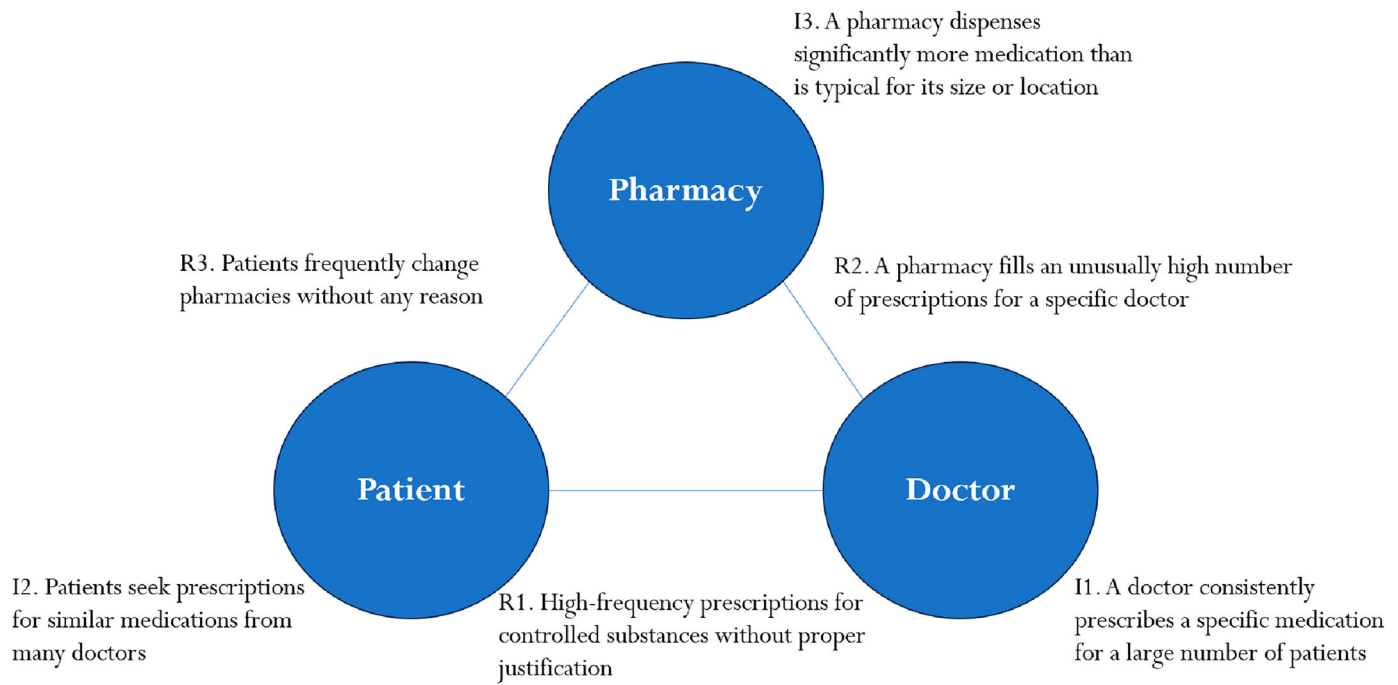 I3. A pharmacy dispenses
significantly more medication than
is typical for its size or location
Pharmacy
R3. Patients frequently change
pharmacies without any reason
R2. A pharmacy fills an unusually high number
of prescriptions for a specific doctor
Patient
Doctor
I2. Patients seek prescriptions
for similar medications from
many doctors
R1. High-frequency prescriptions for
controlled substances without proper
justification
I1. A doctor consistently
prescribes a specific medication
for a large number of patients